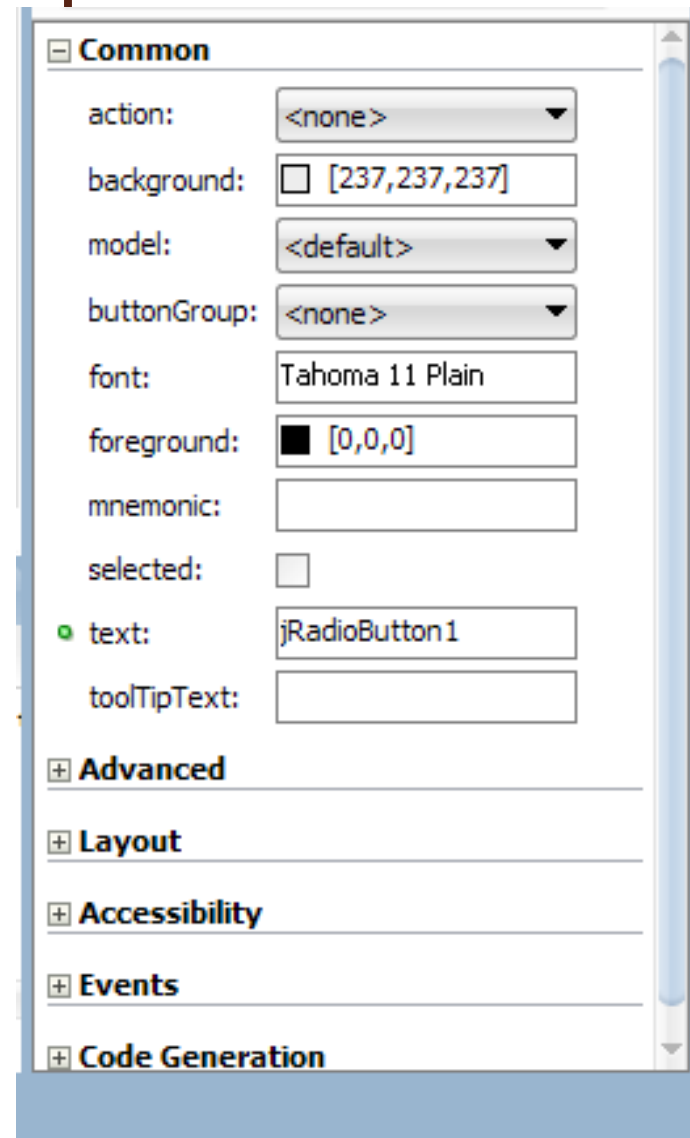 Common
action: <none>
background: [237,237,237]
model: <default>
buttonGroup: <none>
font: Tahoma 11 Plain
foreground: [0,0,0]
mnemonic:
selected:
text: jRadioButton1
toolTipText:
Advanced
Layout
Accessibility
Events
Code Generation